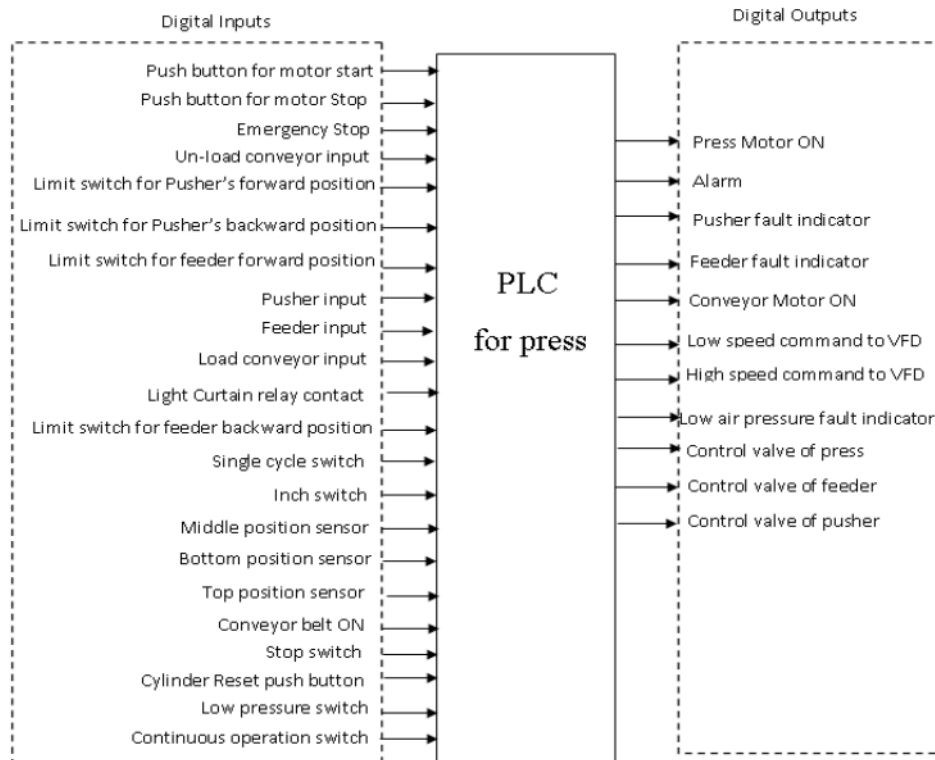 Digital Inputs
Push button for motor start
Push button for motor Stop
Emergency Stop
Un-load conveyor input
Limit switch for Pusher's forward position
Limit switch for Pusher's backward position
Limit switch for feeder forward position
Pusher input
Feeder input
Load conveyor input
Light Curtain relay contact
Limit switch for feeder backward position
Single cycle switch
Inch switch
Middle position sensor
Bottom position sensor
Top position sensor
Conveyor belt ON
Stop switch
Cylinder Reset push button
Low pressure switch
Continuous operation switch
PLC
for press
Digital Outputs
Press Motor ON
Alarm
Pusher fault indicator
Feeder fault indicator
Conveyor Motor ON
Low speed command to VFD
High speed command to VFD
Low air pressure fault indicator
Control valve of press
Control valve of feeder
Control valve of pusher